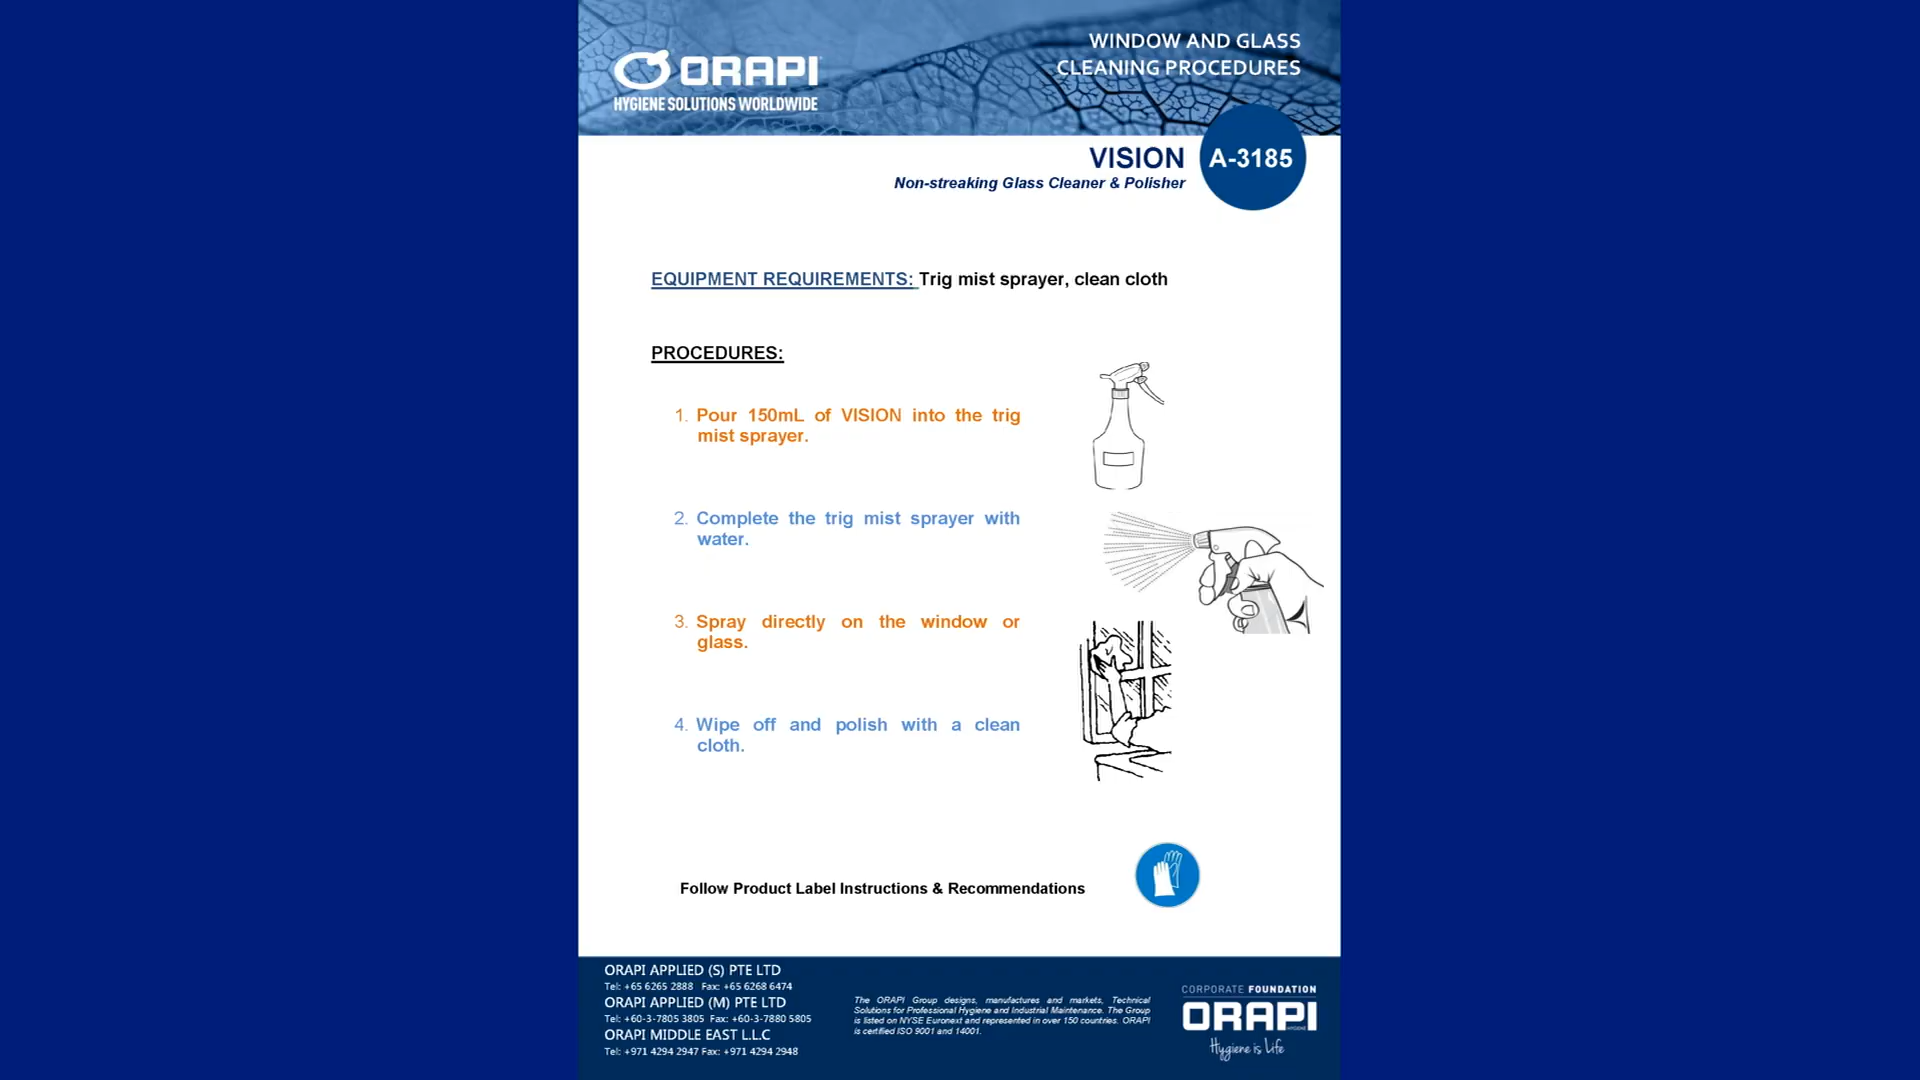 ORAPI
HYGIENE SOLUTIONS WORLDWIDE
WINDOW AND GLASS
CLEANING PROCEDURES
VISION
A-3185
Non-streaking Glass Cleaner & Polisher
EQUIPMENT REQUIREMENTS: Trig mist sprayer, clean cloth
PROCEDURES:
1. Pour 150mL of VISION into the trig
mist sprayer.
2. Complete the trig mist sprayer with
water.
3. Spray directly on the window or
glass.
4. Wipe off and polish with a clean
cloth.
Follow Product Label Instructions & Recommendations
ORAPI APPLIED (S) PTE LTD
Tel: +65 6265 2888 Fax: +65 6268 6474
ORAPI APPLIED (M) PTE LTD
Tel: +60-3-7805 3805 Fax: +60-3-7880 5805
ORAPI MIDDLE EAST L.L.C
Tel: +971 4294 2947 Fax: +971 4294 2948
The ORAPI Group designs, manufactures and markets, Technical
Solutions for Professional Hygiene and Industrial Maintenance. The Group
is listed on NYSE Euronext and represented in over 150 countries. ORAPI
is certified ISO 9001 and 14001.
CORPORATE FOUNDATION
ORAPI
HYGIENE
Hygiene is Life